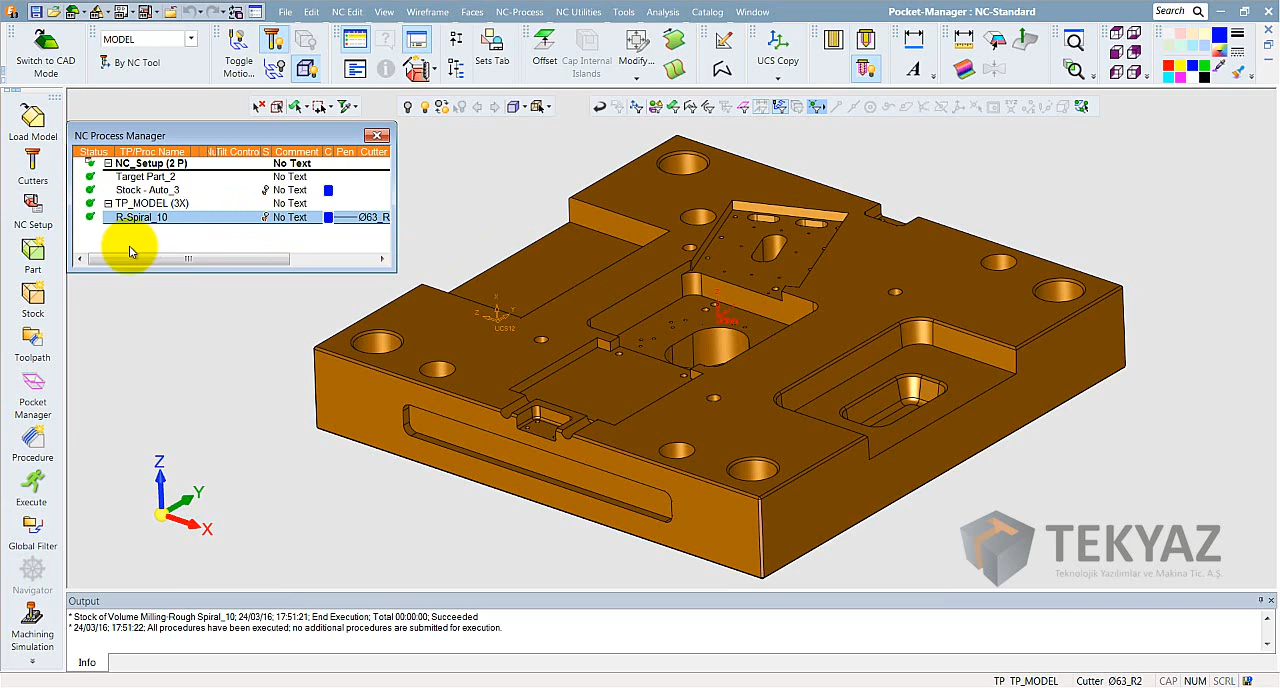 File Edit NC Edit View Wireframe Faces NC-Process NC Utilities Tools Analysis Catalog Window
Pocket-Manager : NC-Standard
Search
Switch to CAD
Mode
MODEL
By NC Tool
Toggle
Motio...
Sets Tea...
Offset
Cap Internal
Islands
Modify...
UCS Copy
A
Load Model
Cutters
NC Setup
Part
Stock
Toolpath
Pocket
Manager
Procedure
Execute
Global Filter
Navigator
Machining
Simulation
NC Process Manager
Status TP/Proc Name Tilt Contro S Comment C Pen Cutter
NC_Setup (2 P) No Text
Target Part_2 No Text
Stock - Auto_3 No Text
TP_MODEL (3X) No Text
R-Spiral_10 No Text Ø63_R
X
Z Y
UCS12
Z
Y
X
TEKYAZ
Teknolojik Yazılımlar ve Makina Tic. A.Ş.
Output
* Stock of Volume Milling-Rough Spiral_10; 24/03/16; 17:51:21; End Execution; Total 00:00:00; Succeeded
* 24/03/16; 17:51:22; All procedures have been executed; no additional procedures are submitted for execution.
Info
TP TP_MODEL Cutter Ø63_R2 CAP NUM SCRL